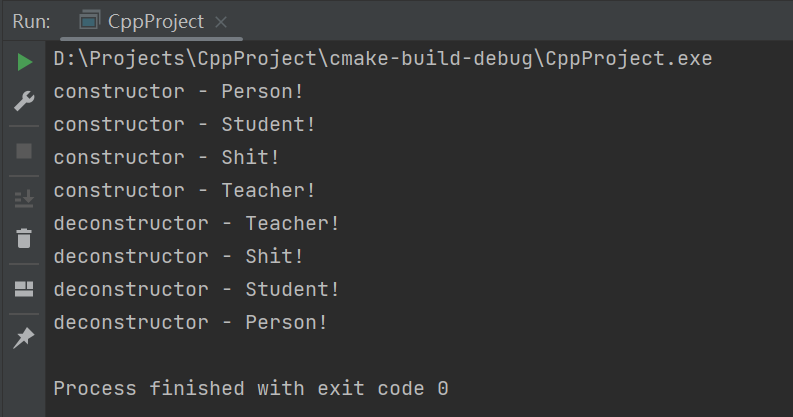 Run: CppProject ×
D:\Projects\CppProject\cmake-build-debug\CppProject.exe
constructor - Person!
constructor - Student!
constructor - Shit!
constructor - Teacher!
deconstructor - Teacher!
deconstructor - Shit!
deconstructor - Student!
deconstructor - Person!
Process finished with exit code 0